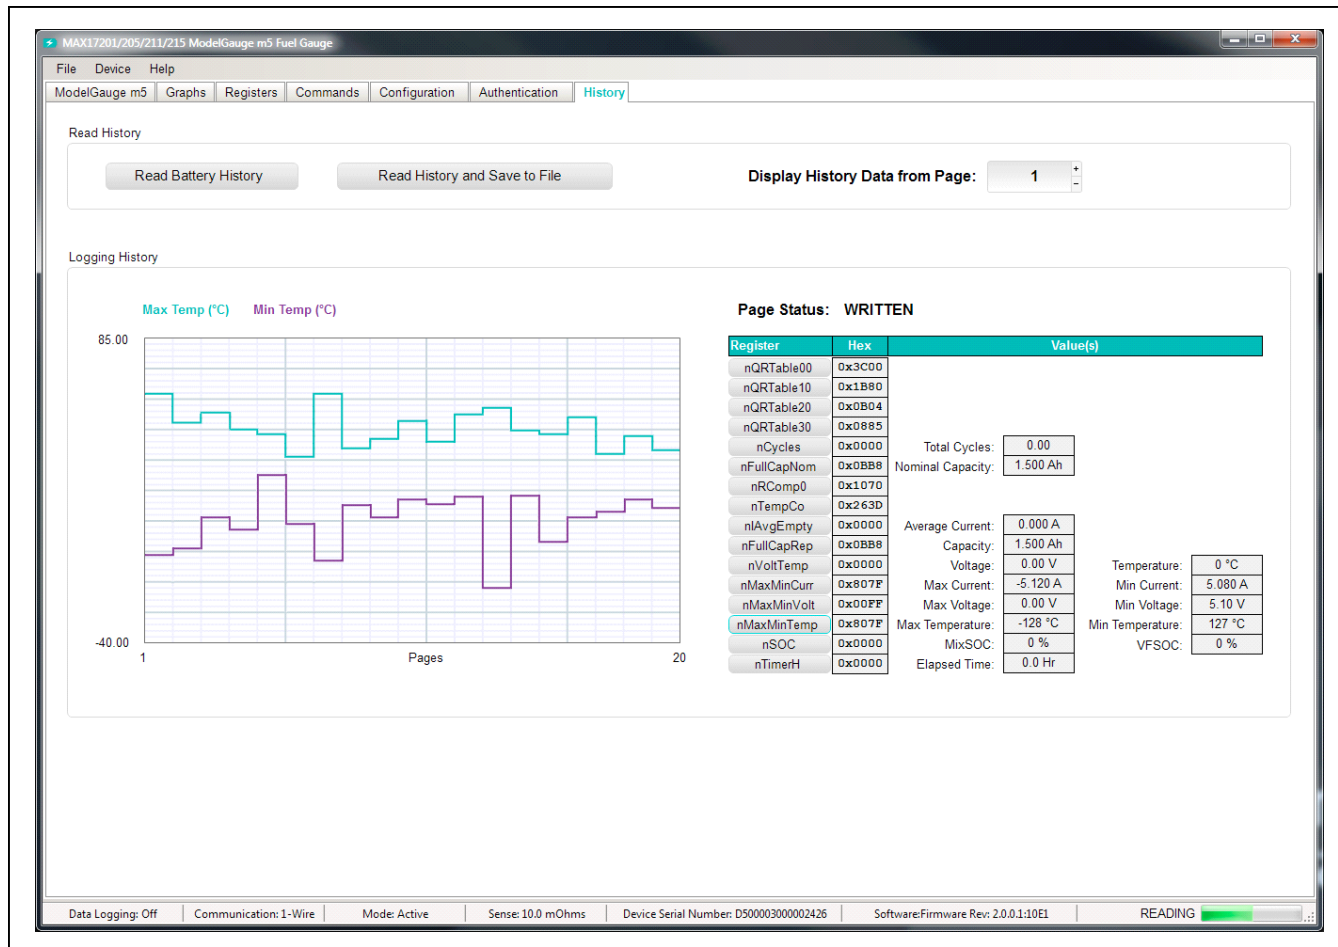 MAX17201/205/211/215 ModelGauge m5 Fuel Gauge
File Device Help
ModelGauge m5 Graphs Registers Commands Configuration Authentication History
Read History
Read Battery History Read History and Save to File Display History Data from Page: 1 + -
Logging History
Max Temp (°C) Min Temp (°C)
85.00
-40.00
1 Pages 20
Page Status: WRITTEN
Register Hex Value(s)
nQRTable00 0x3C00
nQRTable10 0x1B80
nQRTable20 0x0B04
nQRTable30 0x0885
nCycles 0x0000 Total Cycles: 0.00
nFullCapNom 0x0BB8 Nominal Capacity: 1.500 Ah
nRComp0 0x1070
nTempCo 0x263D
nIAvgEmpty 0x0000 Average Current: 0.000 A
nFullCapRep 0x0BB8 Capacity: 1.500 Ah
nVoltTemp 0x0000 Voltage: 0.00 V Temperature: 0 °C
nMaxMinCurr 0x807F Max Current: -5.120 A Min Current: 5.080 A
nMaxMinVolt 0x00FF Max Voltage: 0.00 V Min Voltage: 5.10 V
nMaxMinTemp 0x807F Max Temperature: -128 °C Min Temperature: 127 °C
nSOC 0x0000 MixSOC: 0 % VFSOC: 0 %
nTimerH 0x0000 Elapsed Time: 0.0 Hr
Data Logging: Off Communication: 1-Wire Mode: Active Sense: 10.0 mOhms Device Serial Number: D500003000002426 Software:Firmware Rev: 2.0.0.1:10E1 READING